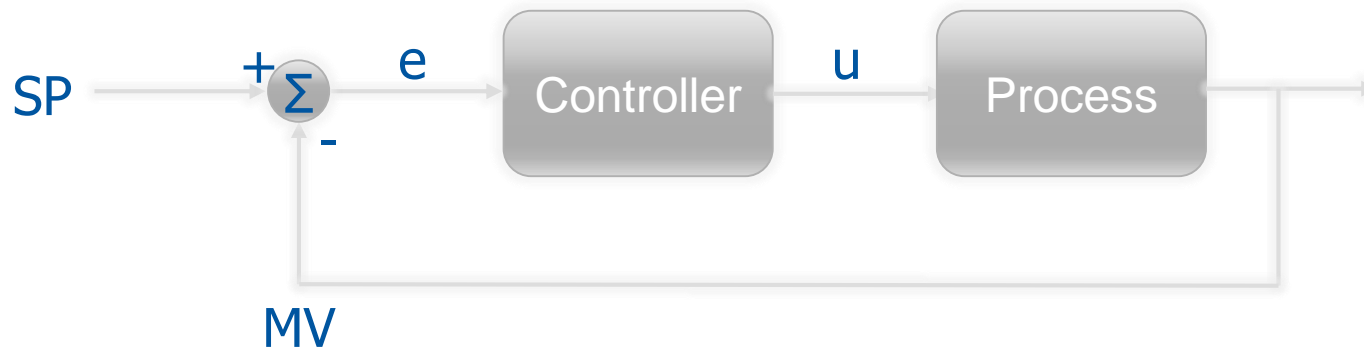 SP
+
Σ
-
e
Controller
u
Process
MV